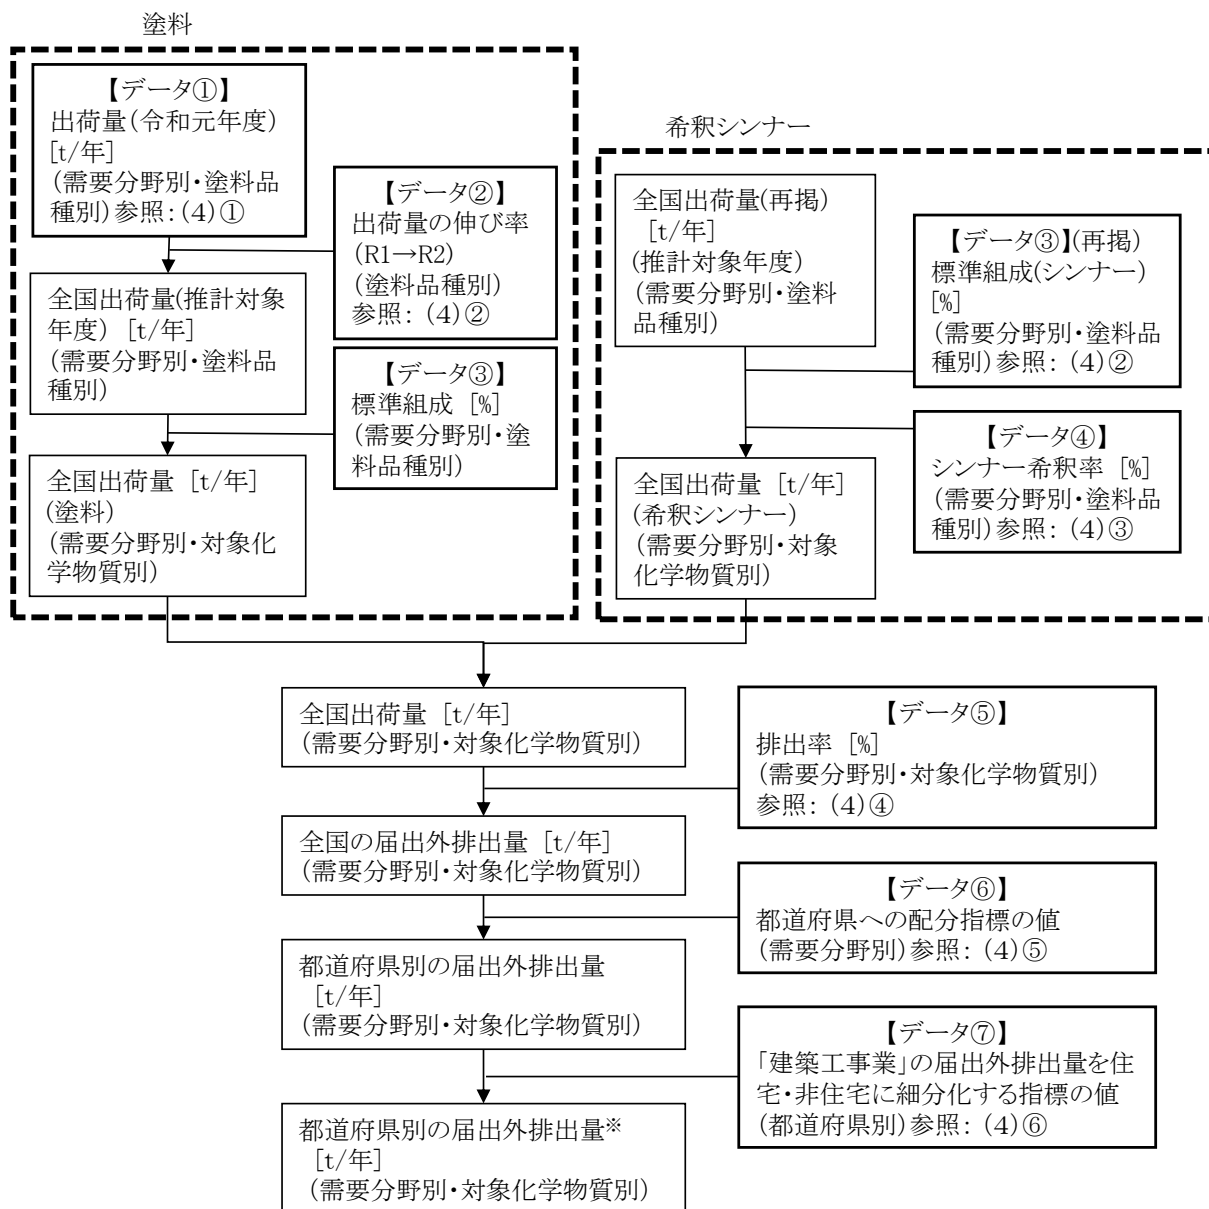 塗料
【データ①】
出荷量(令和元年度)
[t/年]
(需要分野別・塗料品
種別)参照:(4)①
【データ②】
出荷量の伸び率
(R1→R2)
(塗料品種別)
参照:(4)②
全国出荷量(推計対象
年度) [t/年]
(需要分野別・塗料品
種別)
【データ③】
標準組成 [%]
(需要分野別・塗
料品種別)
全国出荷量 [t/年]
(塗料)
(需要分野別・対象化
学物質別)
希釈シンナー
全国出荷量(再掲)
[t/年]
(推計対象年度)
(需要分野別・塗料
品種別)
【データ③】(再掲)
標準組成(シンナー)
[%]
(需要分野別・塗料品
種別)参照:(4)②
【データ④】
シンナー希釈率 [%]
(需要分野別・塗料品
種別)参照:(4)③
全国出荷量 [t/年]
(希釈シンナー)
(需要分野別・対象
化学物質別)
全国出荷量 [t/年]
(需要分野別・対象化学物質別)
【データ⑤】
排出率 [%]
(需要分野別・対象化学物質別)
参照:(4)④
全国の届出外排出量 [t/年]
(需要分野別・対象化学物質別)
【データ⑥】
都道府県への配分指標の値
(需要分野別)参照:(4)⑤
都道府県別の届出外排出量
[t/年]
(需要分野別・対象化学物質別)
【データ⑦】
「建築工事業」の届出外排出量を住
宅・非住宅に細分化する指標の値
(都道府県別)参照:(4)⑥
都道府県別の届出外排出量※
[t/年]
(需要分野別・対象化学物質別)